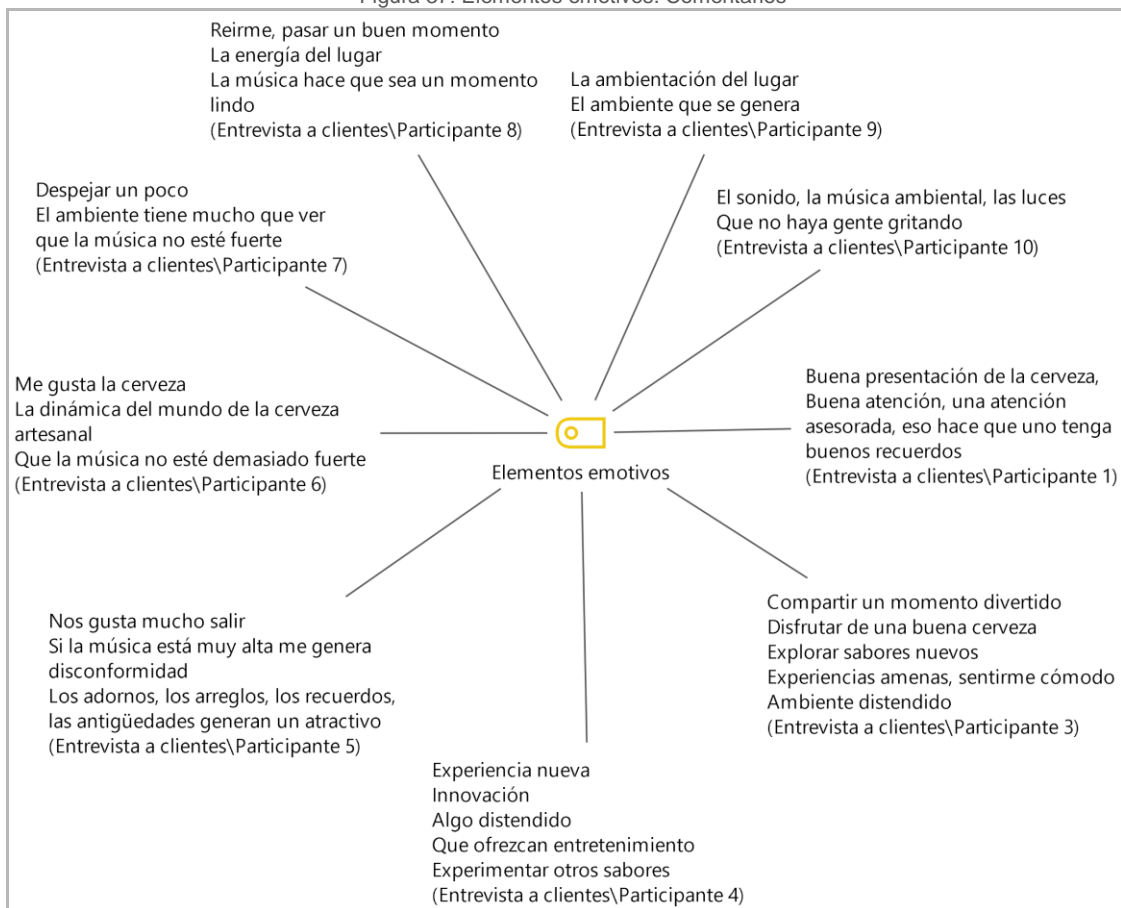 Figura 37. Elementos emotivos. Comentarios
Reirme, pasar un buen momento
La energía del lugar
La música hace que sea un momento
lindo
(Entrevista a clientes\Participante 8)
La ambientación del lugar
El ambiente que se genera
(Entrevista a clientes\Participante 9)
Despejar un poco
El ambiente tiene mucho que ver
que la música no esté fuerte
(Entrevista a clientes\Participante 7)
El sonido, la música ambiental, las luces
Que no haya gente gritando
(Entrevista a clientes\Participante 10)
Me gusta la cerveza
La dinámica del mundo de la cerveza
artesanal
Que la música no esté demasiado fuerte
(Entrevista a clientes\Participante 6)
Buena presentación de la cerveza,
Buena atención, una atención
asesorada, eso hace que uno tenga
buenos recuerdos
(Entrevista a clientes\Participante 1)
Elementos emotivos
Nos gusta mucho salir
Si la música está muy alta me genera
disconformidad
Los adornos, los arreglos, los recuerdos,
las antigüedades generan un atractivo
(Entrevista a clientes\Participante 5)
Compartir un momento divertido
Disfrutar de una buena cerveza
Explorar sabores nuevos
Experiencias amenas, sentirme cómodo
Ambiente distendido
(Entrevista a clientes\Participante 3)
Experiencia nueva
Innovación
Algo distendido
Que ofrezcan entretenimiento
Experimentar otros sabores
(Entrevista a clientes\Participante 4)